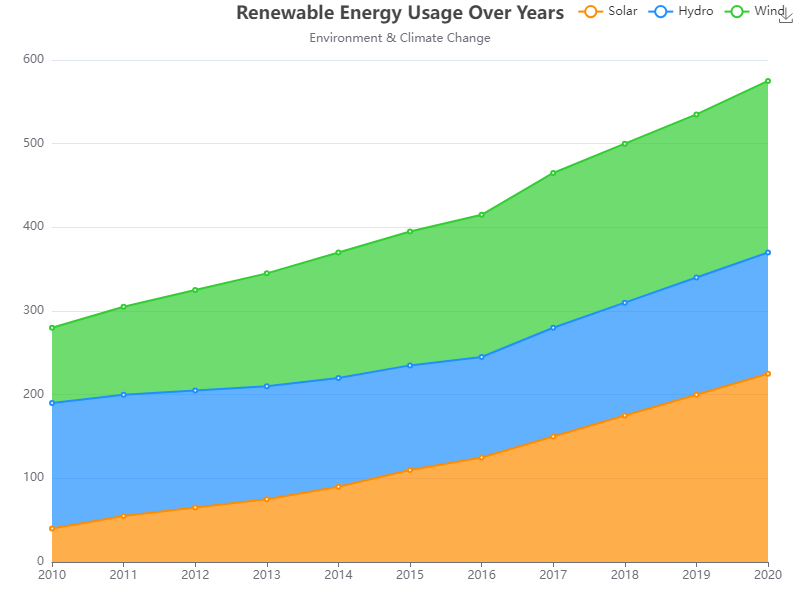 Renewable Energy Usage Over Years
Solar Hydro Wind
Environment & Climate Change
600
500
400
300
200
100
0
2010 2011 2012 2013 2014 2015 2016 2017 2018 2019 2020